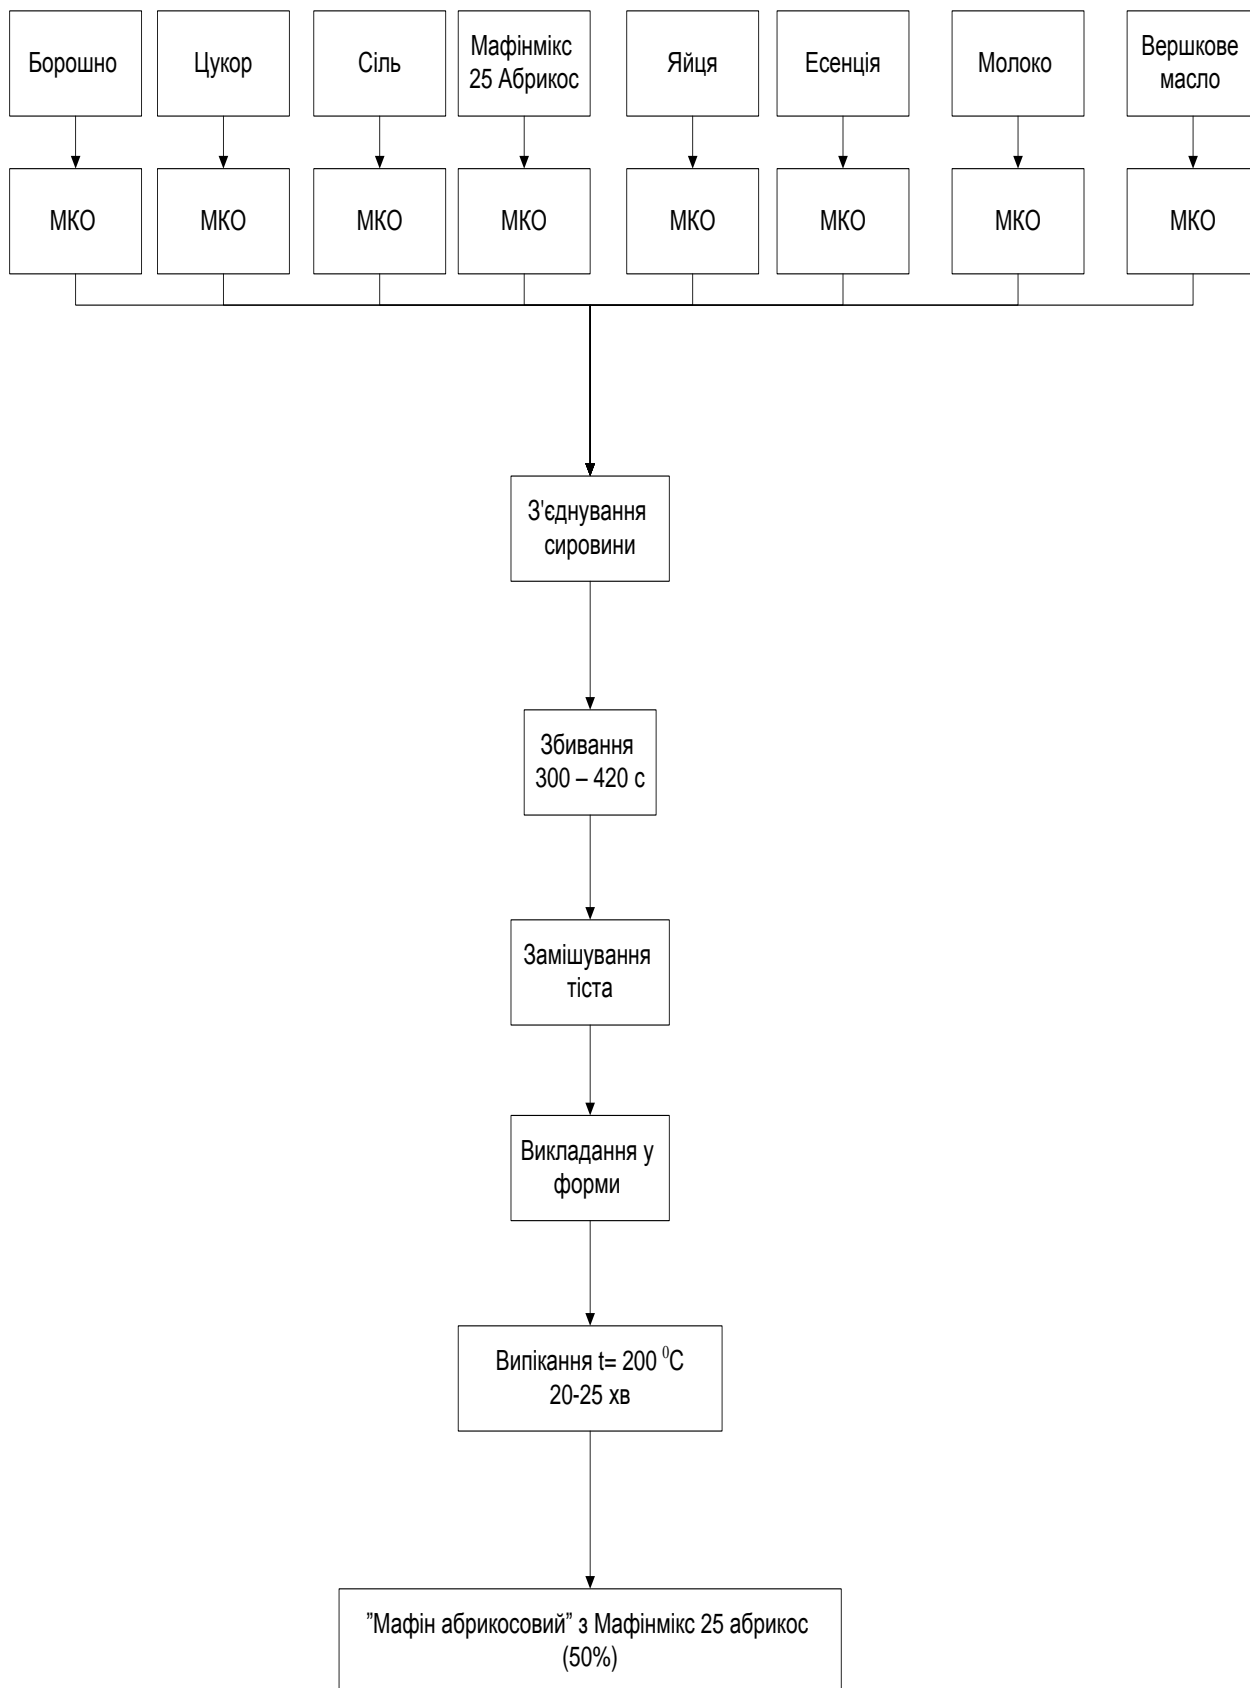 Борошно
Цукор
Сіль
Мафінмікс
25 Абрикос
Яйця
Есенція
Молоко
Вершкове
масло
МКО
МКО
МКО
МКО
МКО
МКО
МКО
МКО
З'єднування
сировини
Збивання
300 – 420 с
Замішування
тіста
Викладання у
форми
Випікання t= 200 ⁰С
20-25 хв
”Мафін абрикосовий” з Мафінмікс 25 абрикос
(50%)